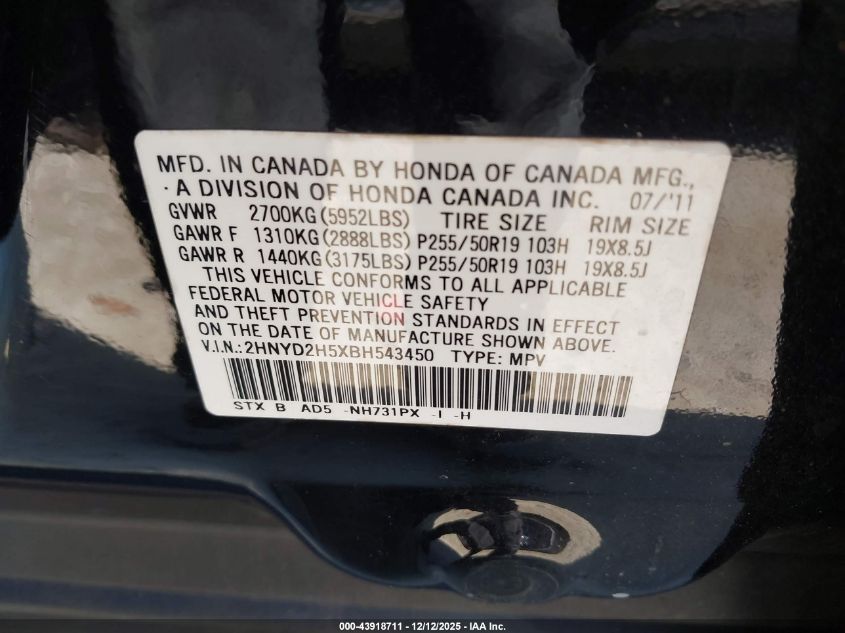 MFD. IN CANADA BY HONDA OF CANADA MFG.,
·A DIVISION OF HONDA CANADA INC. 07/'11
GVWR 2700KG(5952LBS) TIRE SIZE RIM SIZE
GAWR F 1310KG(2888LBS) P255/50R19 103H 19X8.5J
GAWR R 1440KG(3175LBS) P255/50R19 103H 19X8.5J
THIS VEHICLE CONFORMS TO ALL APPLICABLE
FEDERAL MOTOR VEHICLE SAFETY
AND THEFT PREVENTION STANDARDS IN EFFECT
ON THE DATE OF MANUFACTURE SHOWN ABOVE.
V.I.N.:2HNYD2H5XBH543450 TYPE: MPV
STX B AD5 -NH731PX -I -H
000-43918711 - 12/12/2025 - IAA Inc.